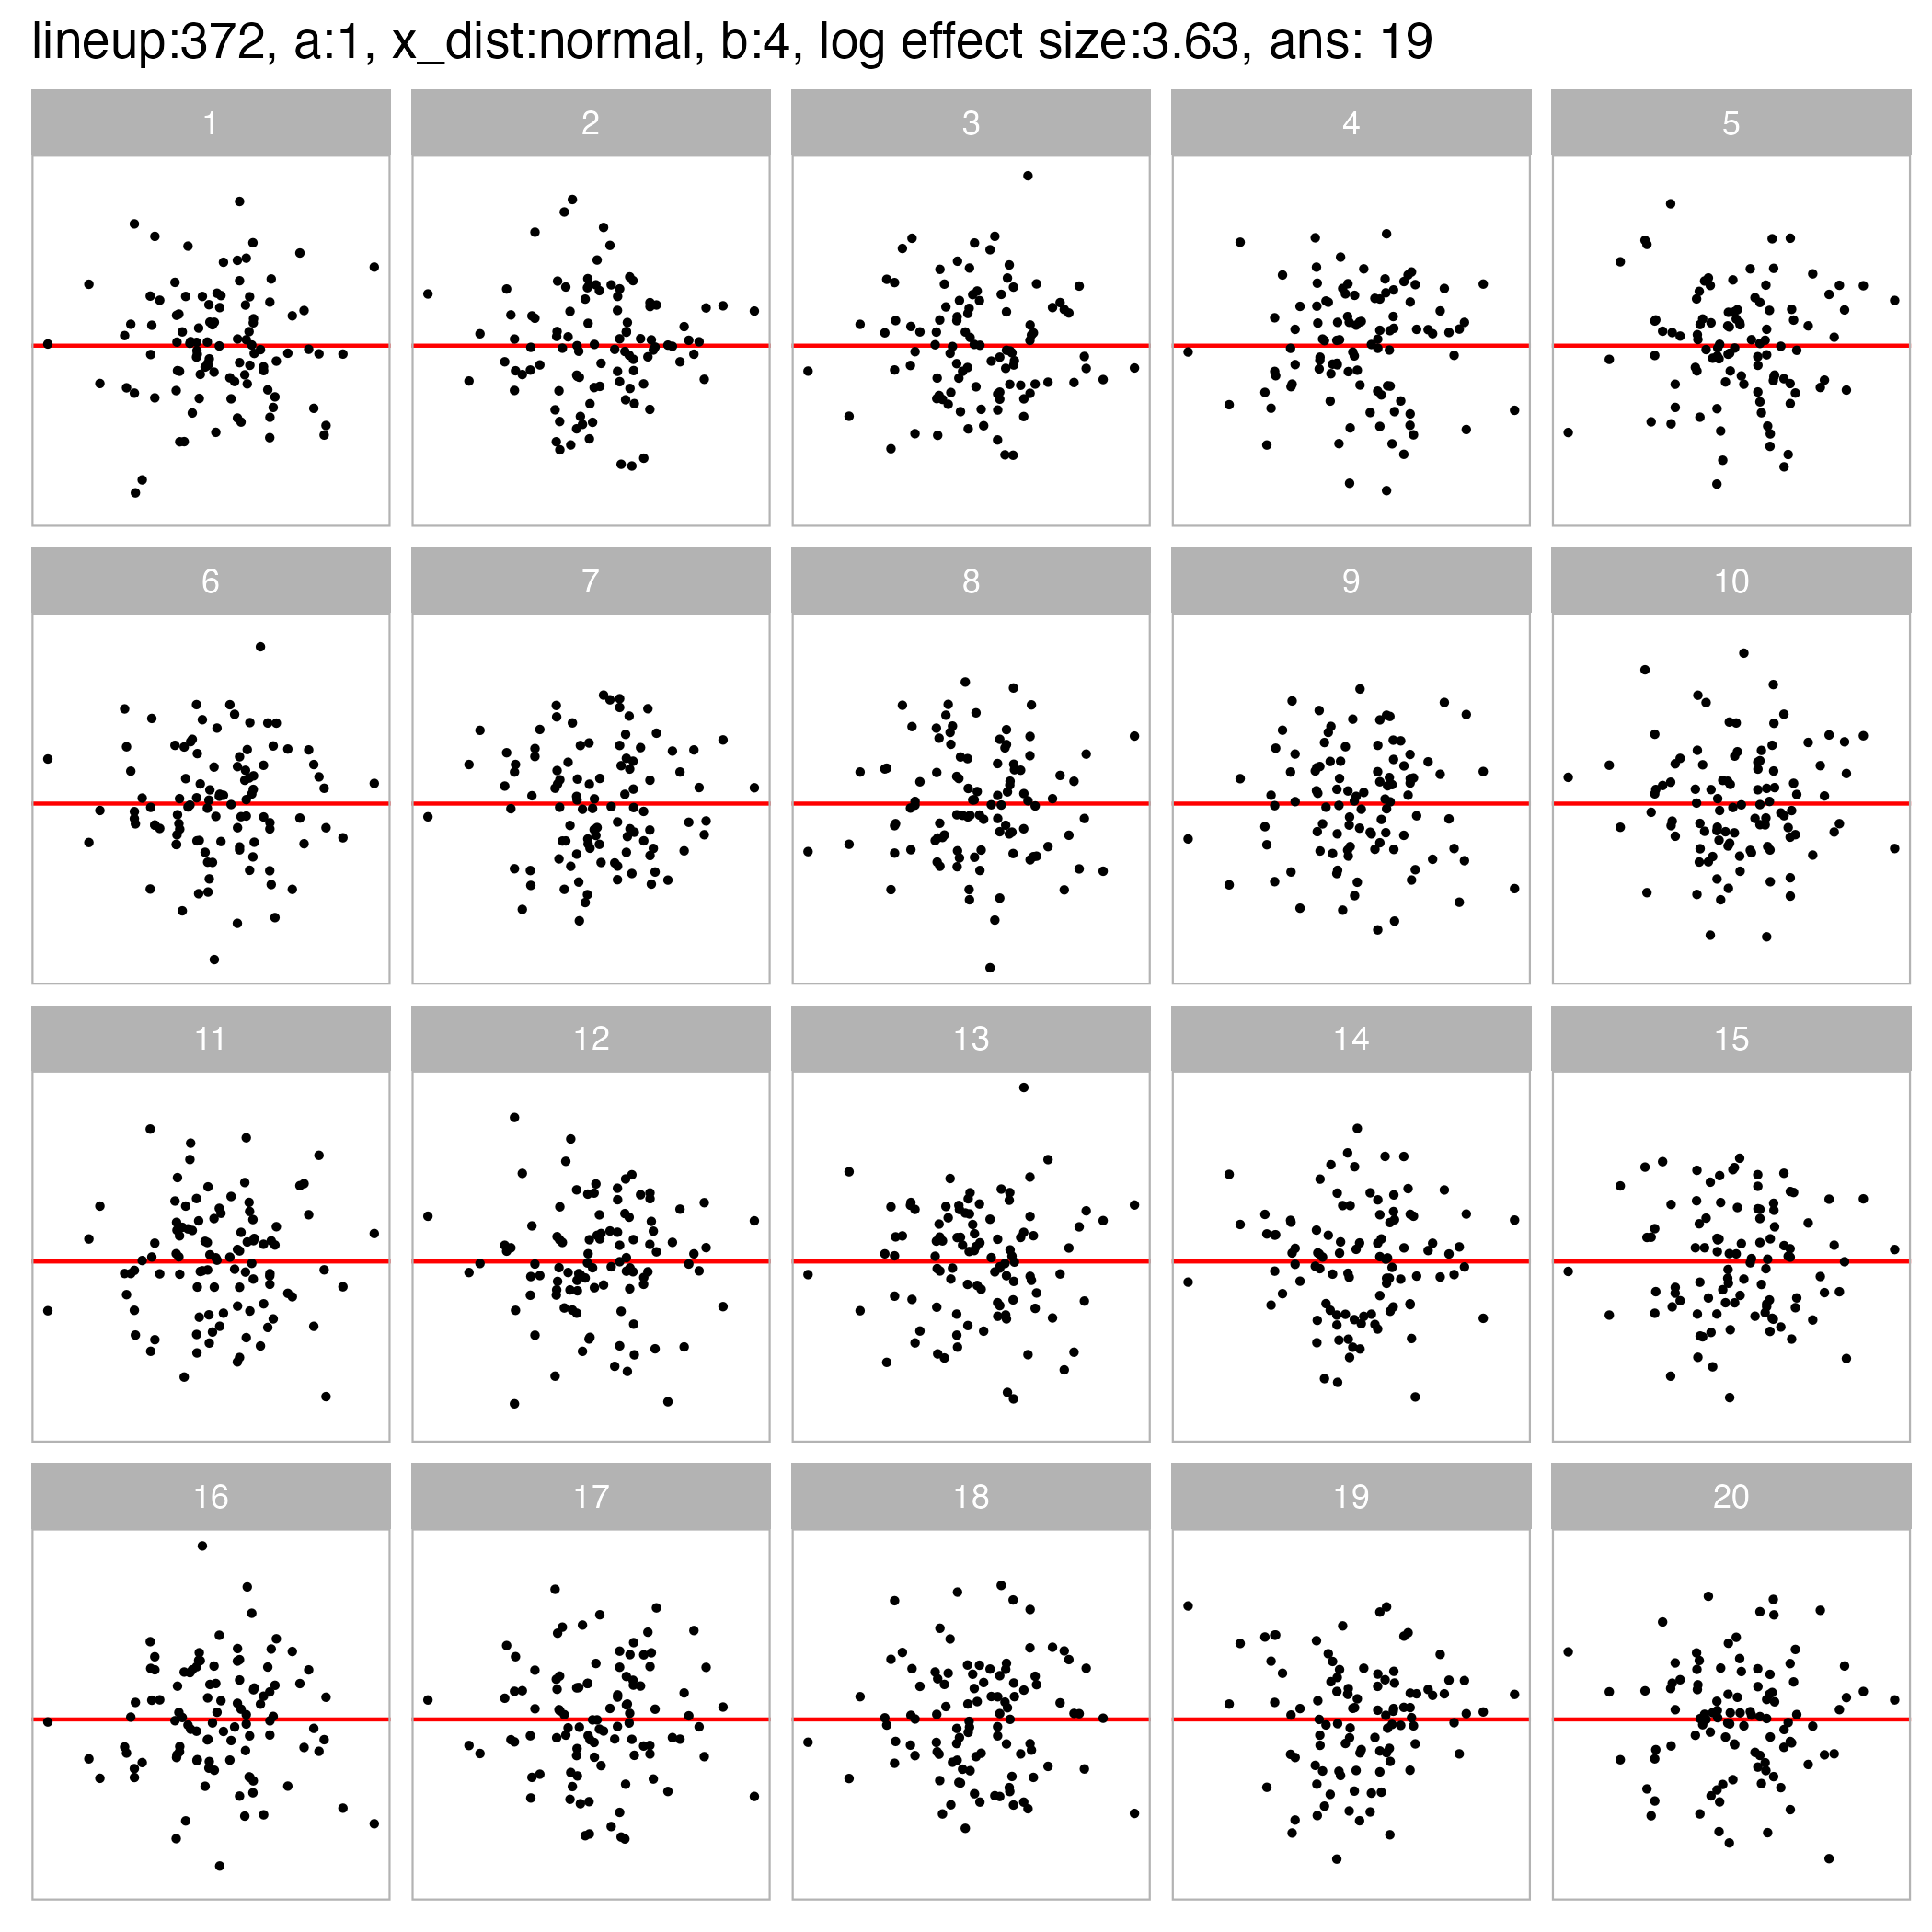 lineup:372, a:1, x_dist:normal, b:4, log effect size:3.63, ans: 19
1 2 3 4 5
6 7 8 9 10
11 12 13 14 15
16 17 18 19 20